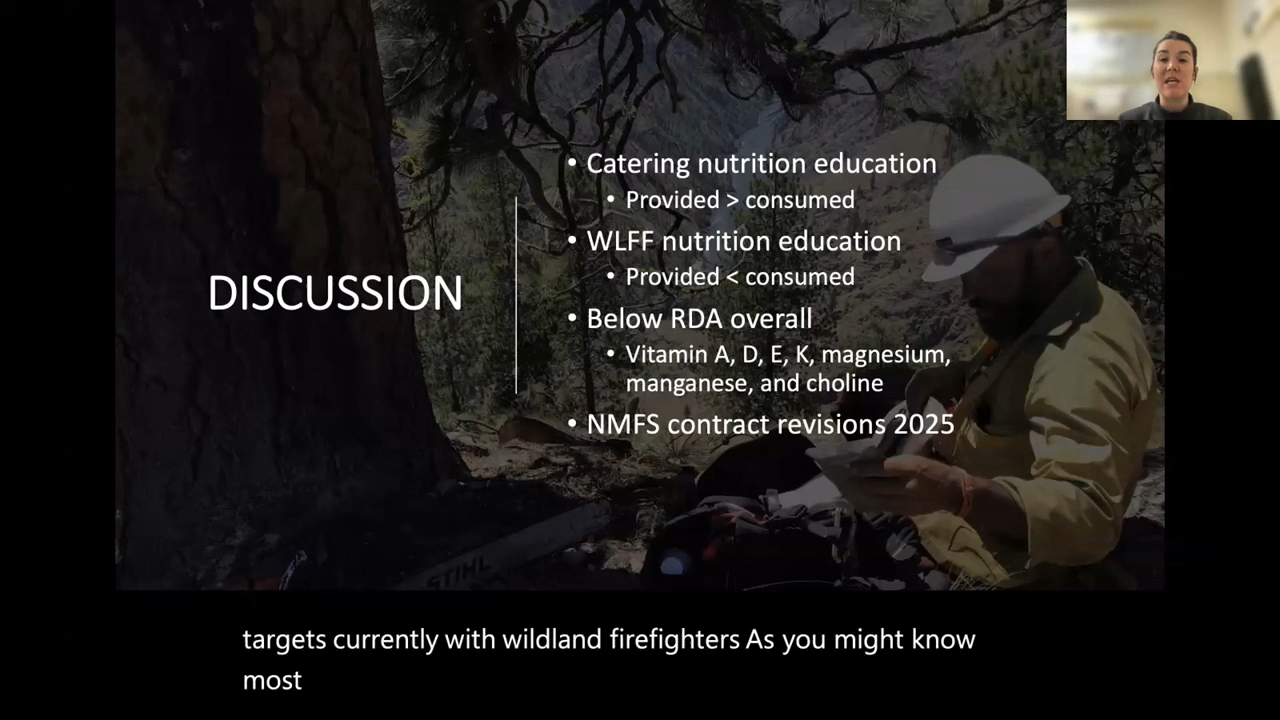 DISCUSSION
• Catering nutrition education
• Provided > consumed
• WLFF nutrition education
• Provided < consumed
• Below RDA overall
• Vitamin A, D, E, K, magnesium,
manganese, and choline
• NMFS contract revisions 2025
STIHL
targets currently with wildland firefighters As you might know
most